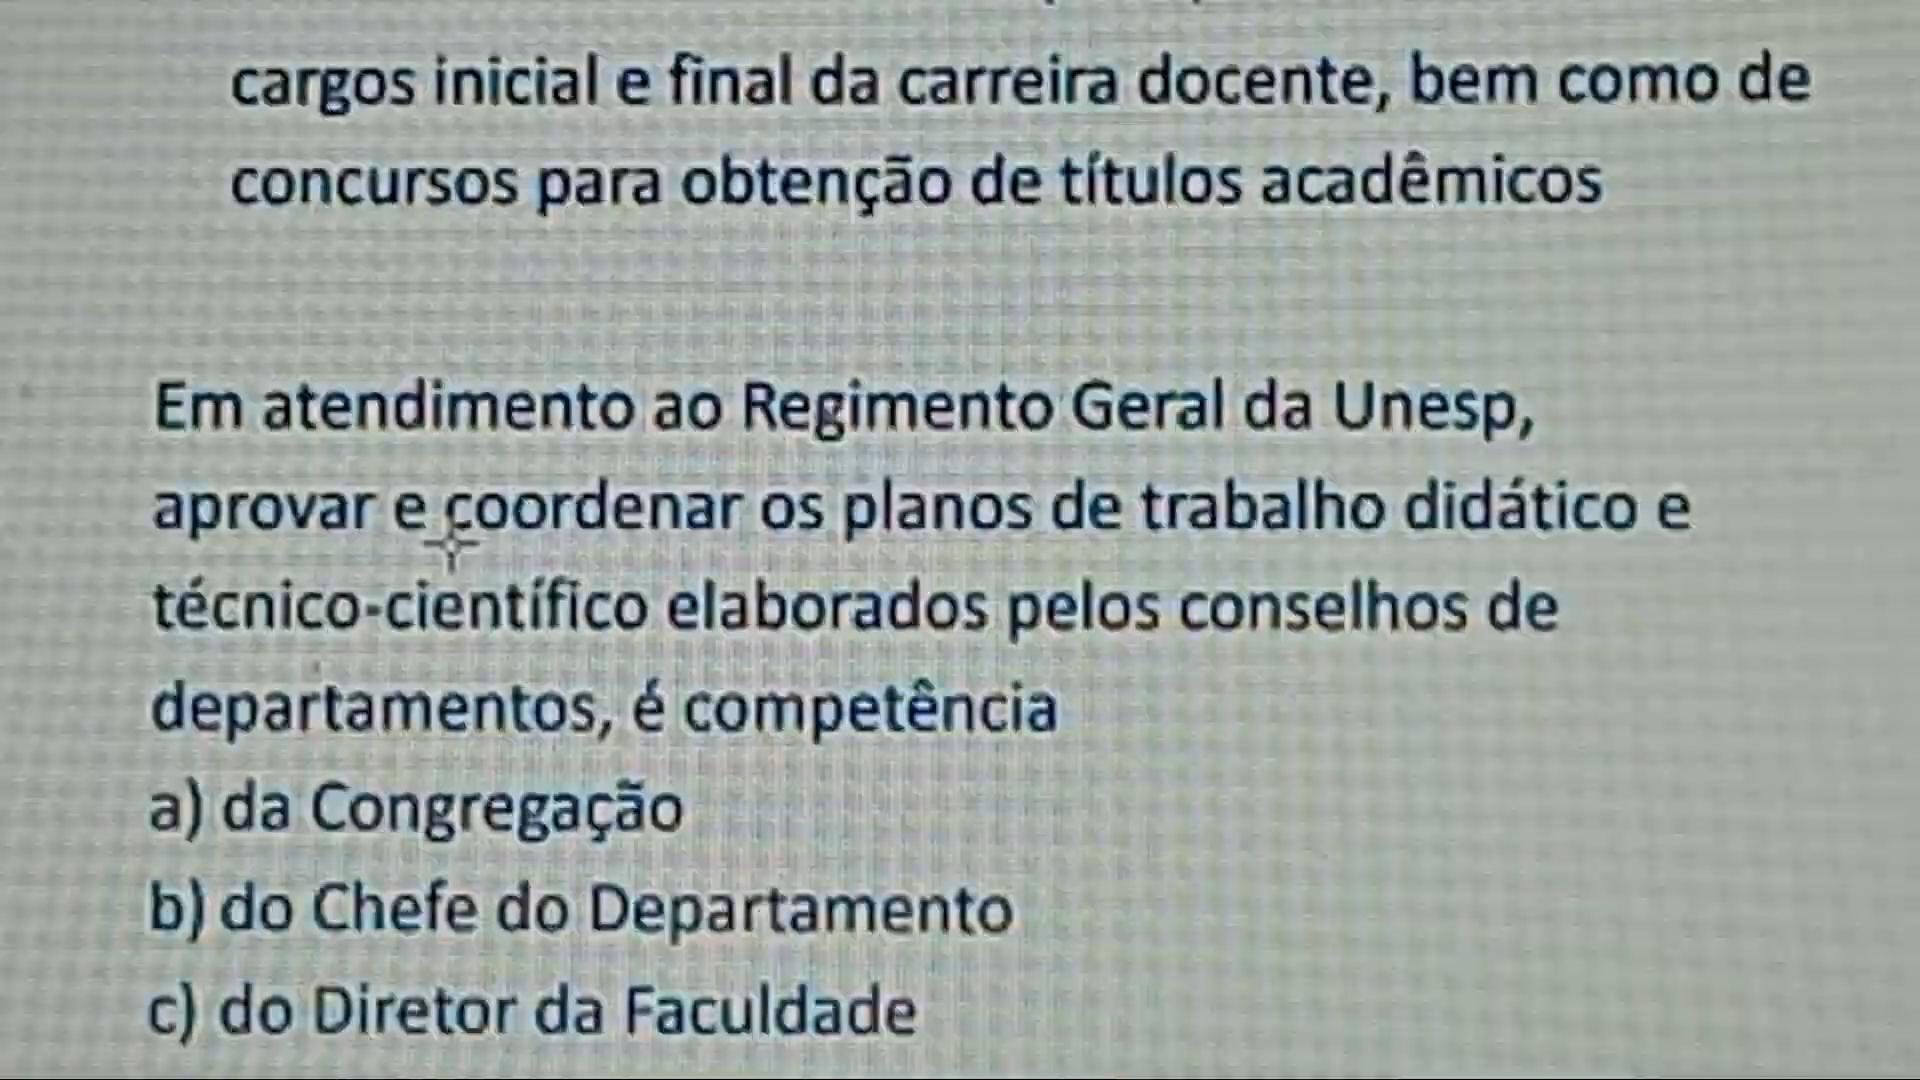 cargos inicial e final da carreira docente, bem como de
concursos para obtenção de títulos acadêmicos
Em atendimento ao Regimento Geral da Unesp,
aprovar e coordenar os planos de trabalho didático e
técnico-científico elaborados pelos conselhos de
departamentos, é competência
a) da Congregação
b) do Chefe do Departamento
c) do Diretor da Faculdade